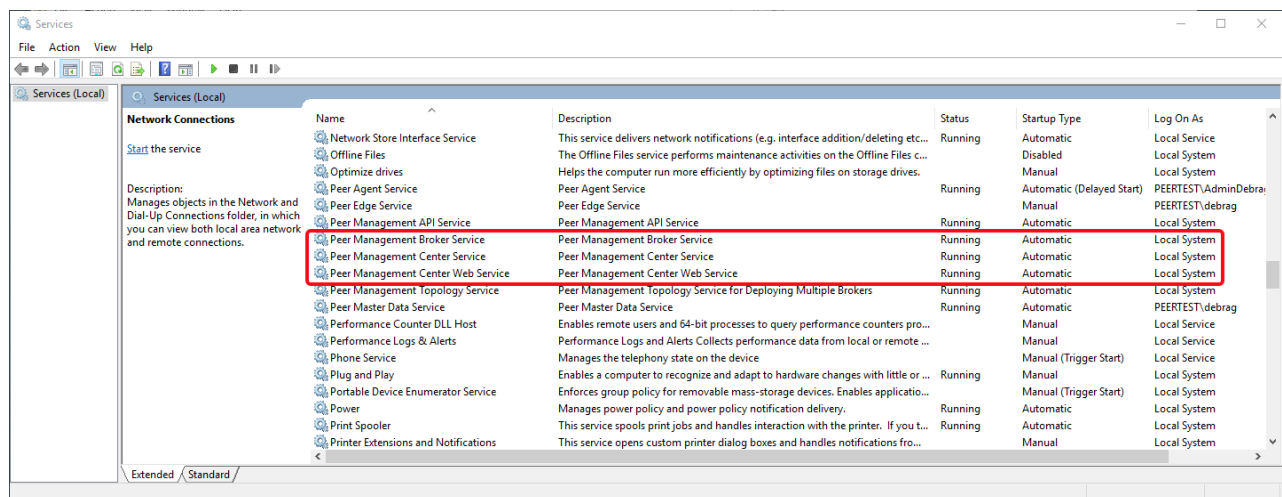 Services
File Action View Help
Services (Local)
Services (Local)
Network Connections
Start the service
Description:
Manages objects in the Network and
Dial-Up Connections folder, in which
you can view both local area network
and remote connections.
Name Description Status Startup Type Log On As
Network Store Interface Service This service delivers network notifications (e.g. interface addition/deleting etc... Running Automatic Local Service
Offline Files The Offline Files service performs maintenance activities on the Offline Files c... Disabled Local System
Optimize drives Helps the computer run more efficiently by optimizing files on storage drives. Manual Local System
Peer Agent Service Peer Agent Service Running Automatic (Delayed Start) PEERTEST\AdminDebra
Peer Edge Service Peer Edge Service Manual PEERTEST\debrag
Peer Management API Service Peer Management API Service Running Automatic Local System
Peer Management Broker Service Peer Management Broker Service Running Automatic Local System
Peer Management Center Service Peer Management Center Service Running Automatic Local System
Peer Management Center Web Service Peer Management Center Web Service Running Automatic Local System
Peer Management Topology Service Peer Management Topology Service for Deploying Multiple Brokers Running Automatic Local System
Peer Master Data Service Peer Master Data Service Running Automatic PEERTEST\debrag
Performance Counter DLL Host Enables remote users and 64-bit processes to query performance counters pro... Manual Local Service
Performance Logs & Alerts Performance Logs and Alerts Collects performance data from local or remote ... Manual Local Service
Phone Service Manages the telephony state on the device Manual (Trigger Start) Local Service
Plug and Play Enables a computer to recognize and adapt to hardware changes with little or ... Running Manual Local System
Portable Device Enumerator Service Enforces group policy for removable mass-storage devices. Enables applicatio... Manual (Trigger Start) Local System
Power Manages power policy and power policy notification delivery. Running Automatic Local System
Print Spooler This service spools print jobs and handles interaction with the printer. If you t... Running Automatic Local System
Printer Extensions and Notifications This service opens custom printer dialog boxes and handles notifications fro... Manual Local System
Extended Standard